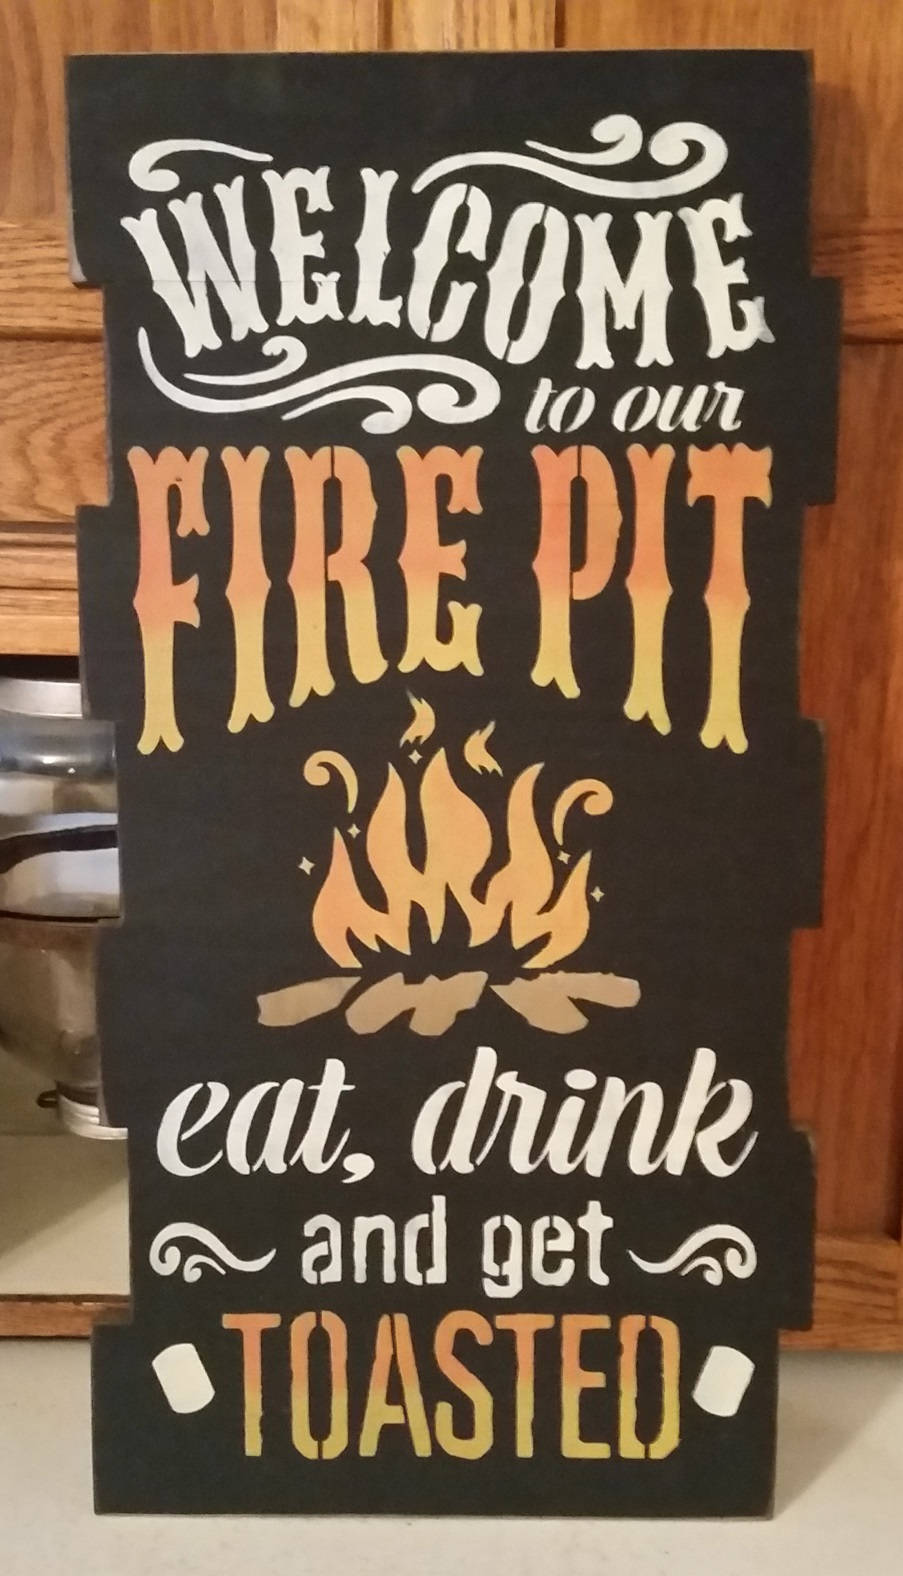 WELCOME
to our
FIRE PIT
eat, drink
and get
TOASTED